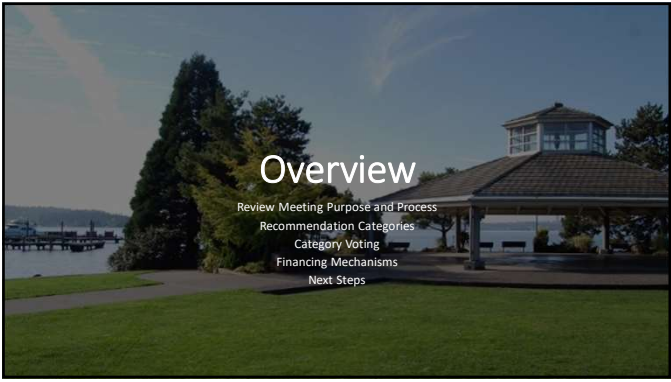 Overview
Review Meeting Purpose and Process
Recommendation Categories
Category Voting
Financing Mechanisms
Next Steps